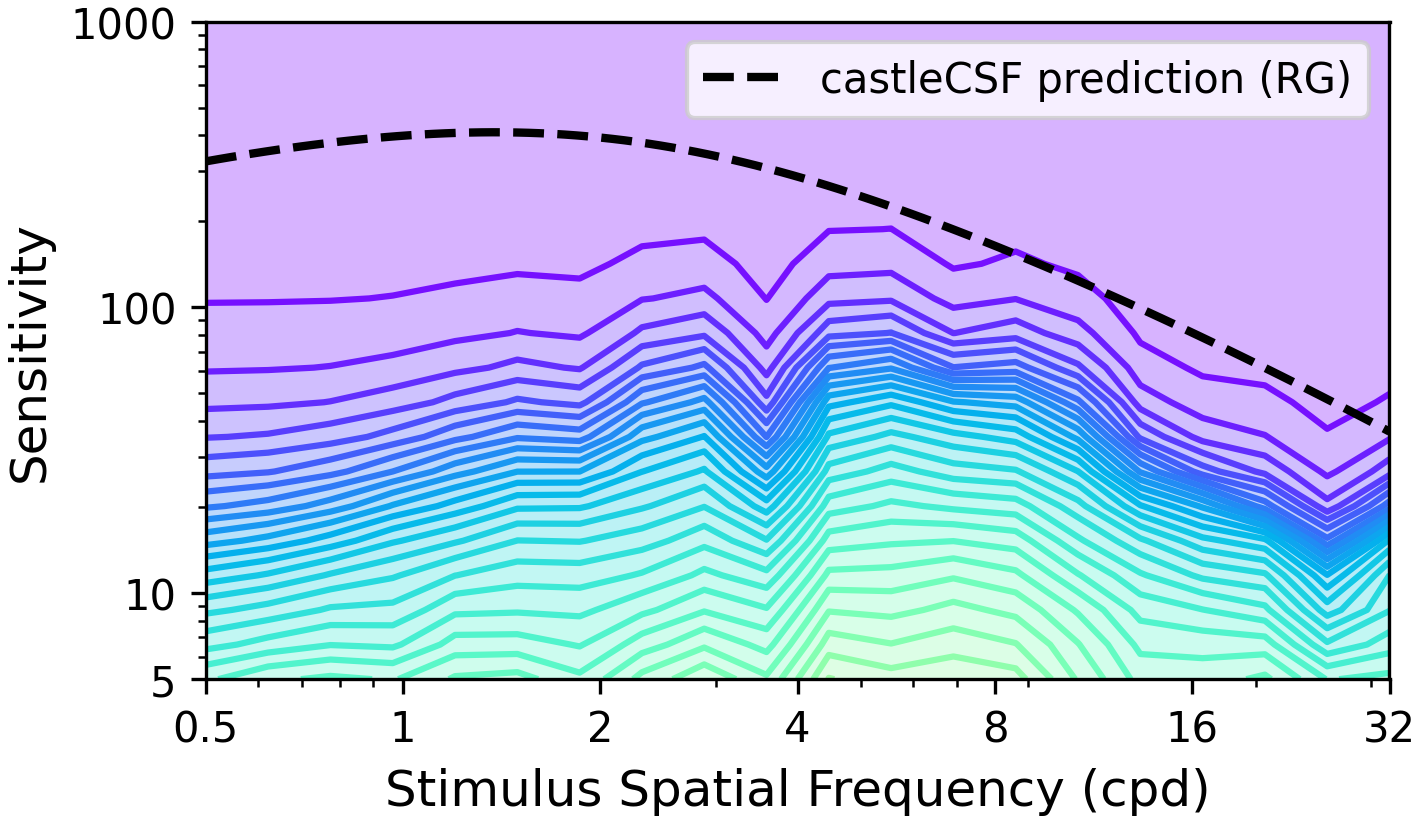 1000
castleCSF prediction (RG)
Sensitivity
100
10
5
0.5 1 2 4 8 16 32
Stimulus Spatial Frequency (cpd)